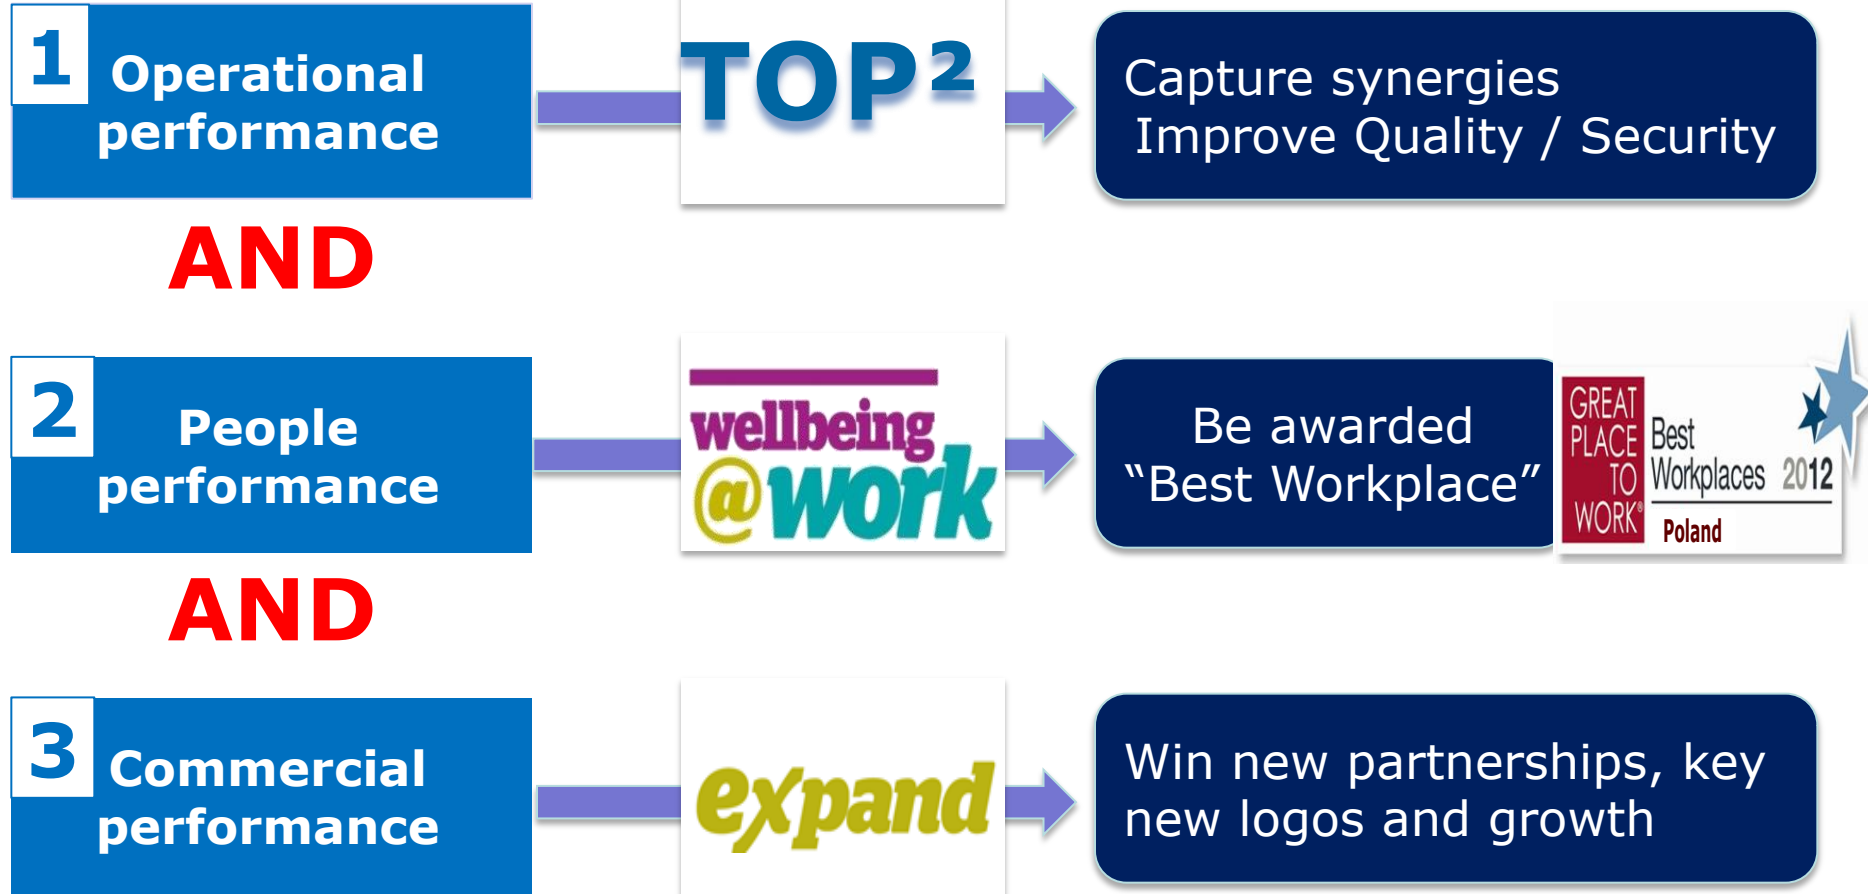 1
Operational
performance
TOP²
Capture synergies
Improve Quality / Security
AND
2
People
performance
wellbeing
@work
Be awarded
“Best Workplace”
GREAT
PLACE
TO
WORK®
Best
Workplaces 2012
Poland
AND
3
Commercial
performance
expand
Win new partnerships, key
new logos and growth